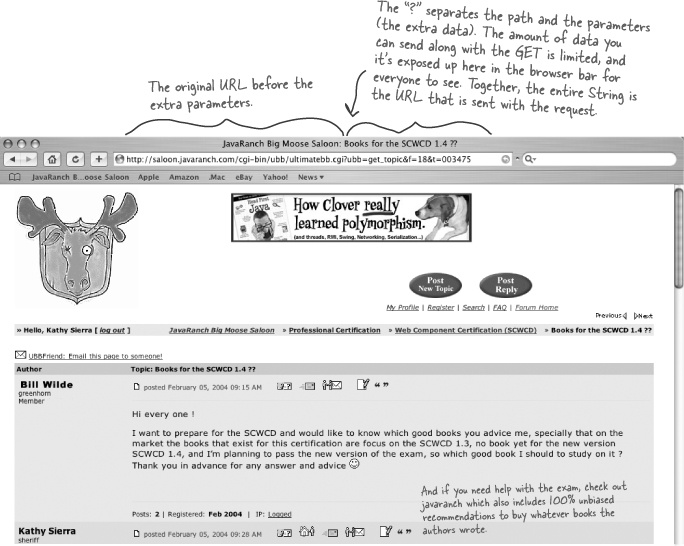 The "?" separates the path and the parameters
(the extra data). The amount of data you
can send along with the GET is limited, and
it's exposed up here in the browser bar for
everyone to see. Together, the entire String is
the URL that is sent with the request.
The original URL before the
extra parameters.
JavaRanch Big Moose Saloon: Books for the SCWCD 1.4 ??
http://saloon.javaranch.com/cgi-bin/ubb/ultimatebb.cgi?ubb=get_topic&f=18&t=003475
JavaRanch B...oose Saloon Apple Amazon .Mac eBay Yahoo! News ▾
Head First
Java
How Clover really
learned polymorphism.
(and threads, RMI, Swing, Networking, Serialization...)
Post
New Topic
Post
Reply
My Profile | Register | Search | FAQ | Forum Home
Previous Next
» Hello, Kathy Sierra [ log out ] JavaRanch Big Moose Saloon » Professional Certification » Web Component Certification (SCWCD) » Books for the SCWCD 1.4 ??
UBBFriend: Email this page to someone!
Author Topic: Books for the SCWCD 1.4 ??
Bill Wilde
greenhorn
Member
posted February 05, 2004 09:15 AM
Hi every one !
I want to prepare for the SCWCD and would like to know which good books you advice me, specially that on the
market the books that exist for this certification are focus on the SCWCD 1.3, no book yet for the new version
SCWCD 1.4, and I'm planning to pass the new version of the exam, so which good book I should to study on it ?
Thank you in advance for any answer and advice
And if you need help with the exam, check out
javaranch which also includes 100% unbiased
recommendations to buy whatever books the
authors wrote.
Posts: 2 | Registered: Feb 2004 | IP: Logged
Kathy Sierra
sheriff
posted February 05, 2004 09:28 AM